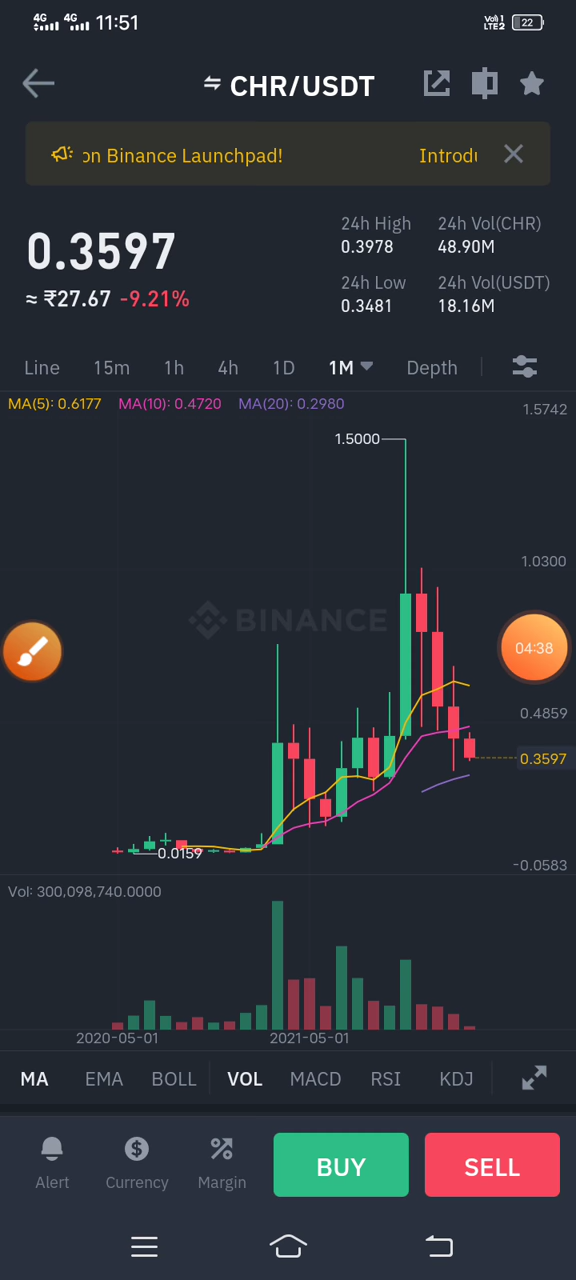 4G 4G 11:51 Vo) 1 LTE2 22
CHR/USDT
on Binance Launchpad! Introdu
0.3597
≈ ₹27.67 -9.21%
24h High 24h Vol(CHR)
0.3978 48.90M
24h Low 24h Vol(USDT)
0.3481 18.16M
Line 15m 1h 4h 1D 1M Depth
MA(5): 0.6177 MA(10): 0.4720 MA(20): 0.2980
1.5742
1.5000
1.0300
BINANCE
04:38
0.4859
0.3597
0.0159
-0.0583
Vol: 300,098,740.0000
2020-05-01 2021-05-01
MA EMA BOLL VOL MACD RSI KDJ
Alert Currency Margin BUY SELL